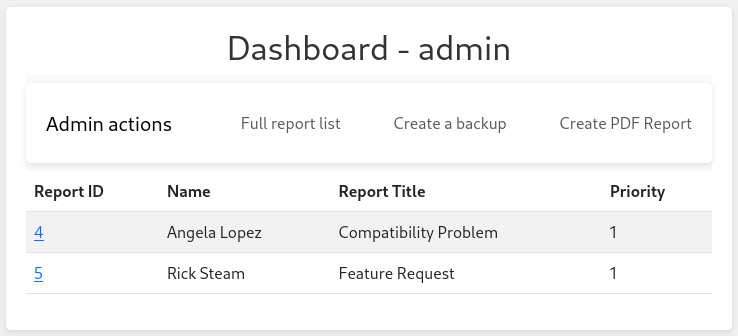 Dashboard - admin
Admin actions Full report list Create a backup Create PDF Report
Report ID Name Report Title Priority
4 Angela Lopez Compatibility Problem 1
5 Rick Steam Feature Request 1